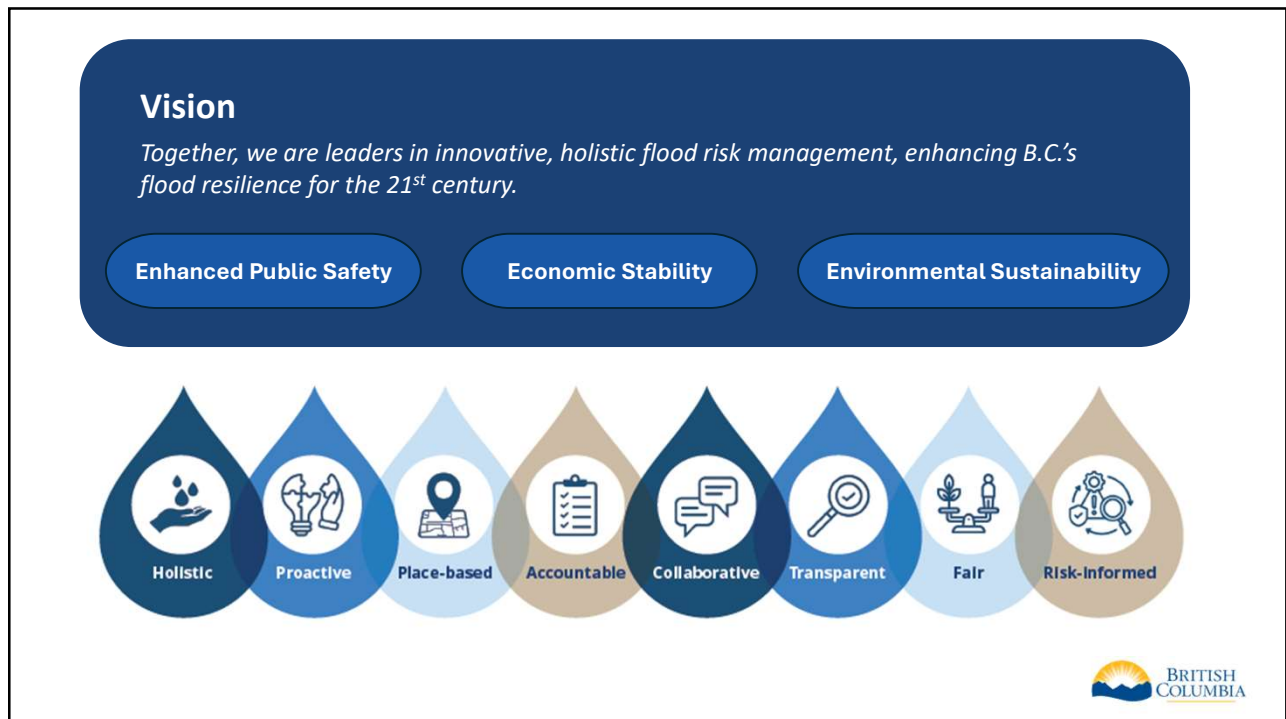 Vision
Together, we are leaders in innovative, holistic flood risk management, enhancing B.C.'s
flood resilience for the 21st century.
Enhanced Public Safety
Economic Stability
Environmental Sustainability
Holistic
Proactive
Place-based
Accountable
Collaborative
Transparent
Fair
Risk-Informed
BRITISH
COLUMBIA